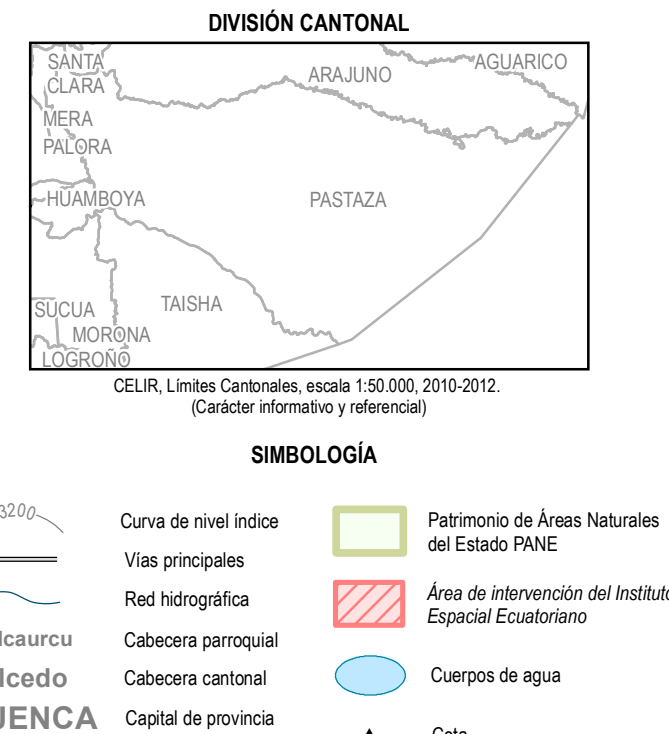 DIVISIÓN CANTONAL
SANTA
CLARA
ARAJUNO
AGUARICO
MERA
PALORA
HUAMBOYA
PASTAZA
TAISHA
SUCUA
MORONA
LOGROÑO
CELIR, Límites Cantonales, escala 1:50.000, 2010-2012.
(Carácter informativo y referencial)
SIMBOLOGÍA
3200
Curva de nivel índice
Vías principales
Red hidrográfica
lcaurcu
Cabecera parroquial
lcedo
Cabecera cantonal
UENCA
Capital de provincia
Patrimonio de Áreas Naturales
del Estado PANE
Área de intervención del Instituto
Espacial Ecuatoriano
Cuerpos de agua